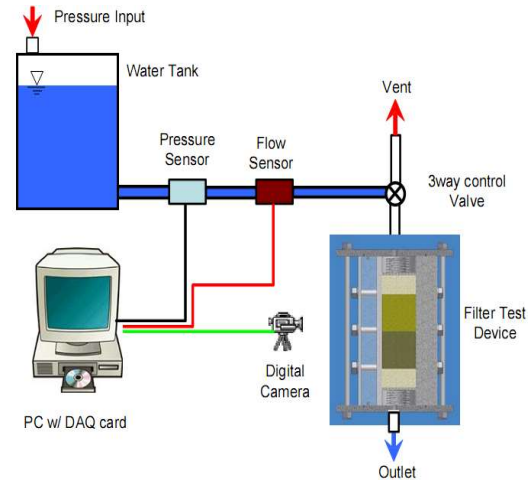 Pressure Input
Water Tank
Vent
Pressure
Sensor
Flow
Sensor
3way control
Valve
Filter Test
Device
Digital
Camera
PC w/ DAQ card
Outlet